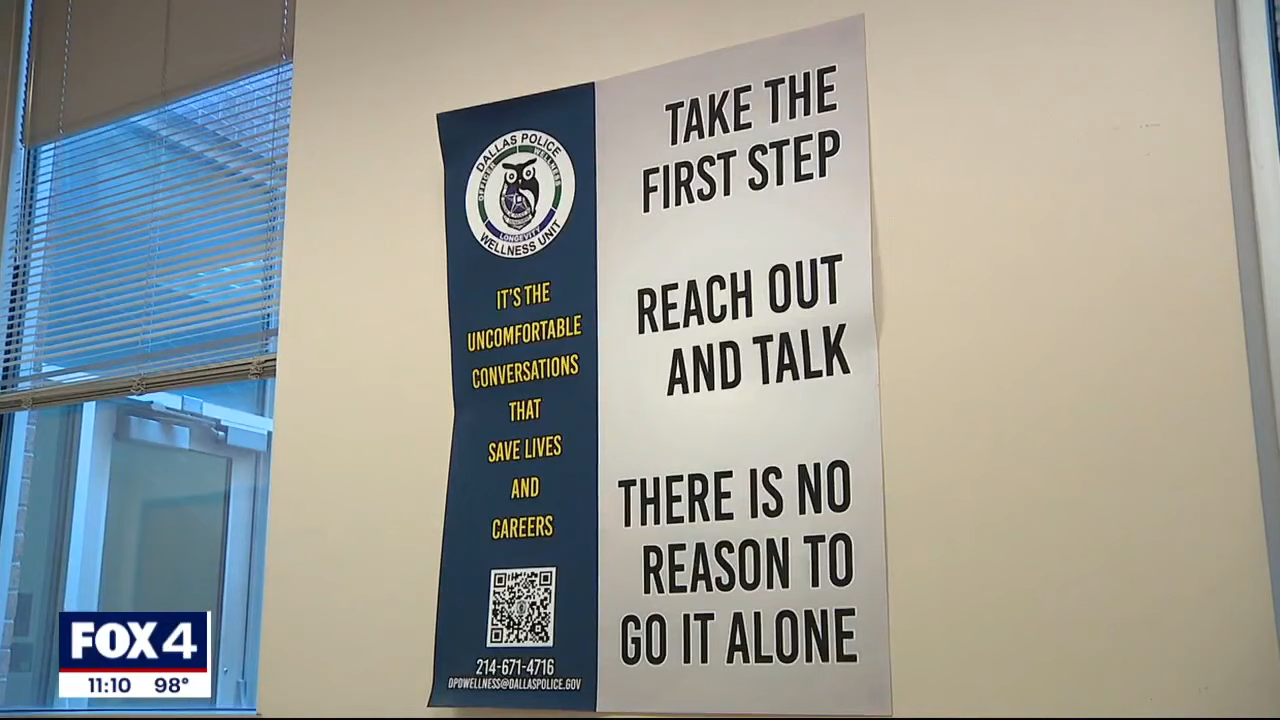 DALLAS POLICE
OFFICER WELLNESS
LONGEVITY
WELLNESS UNIT
IT'S THE
UNCOMFORTABLE
CONVERSATIONS
THAT
SAVE LIVES
AND
CAREERS
214-671-4716
DPDWELLNESS@DALLASPOLICE.GOV
TAKE THE
FIRST STEP
REACH OUT
AND TALK
THERE IS NO
REASON TO
GO IT ALONE
FOX 4
11:10 98°